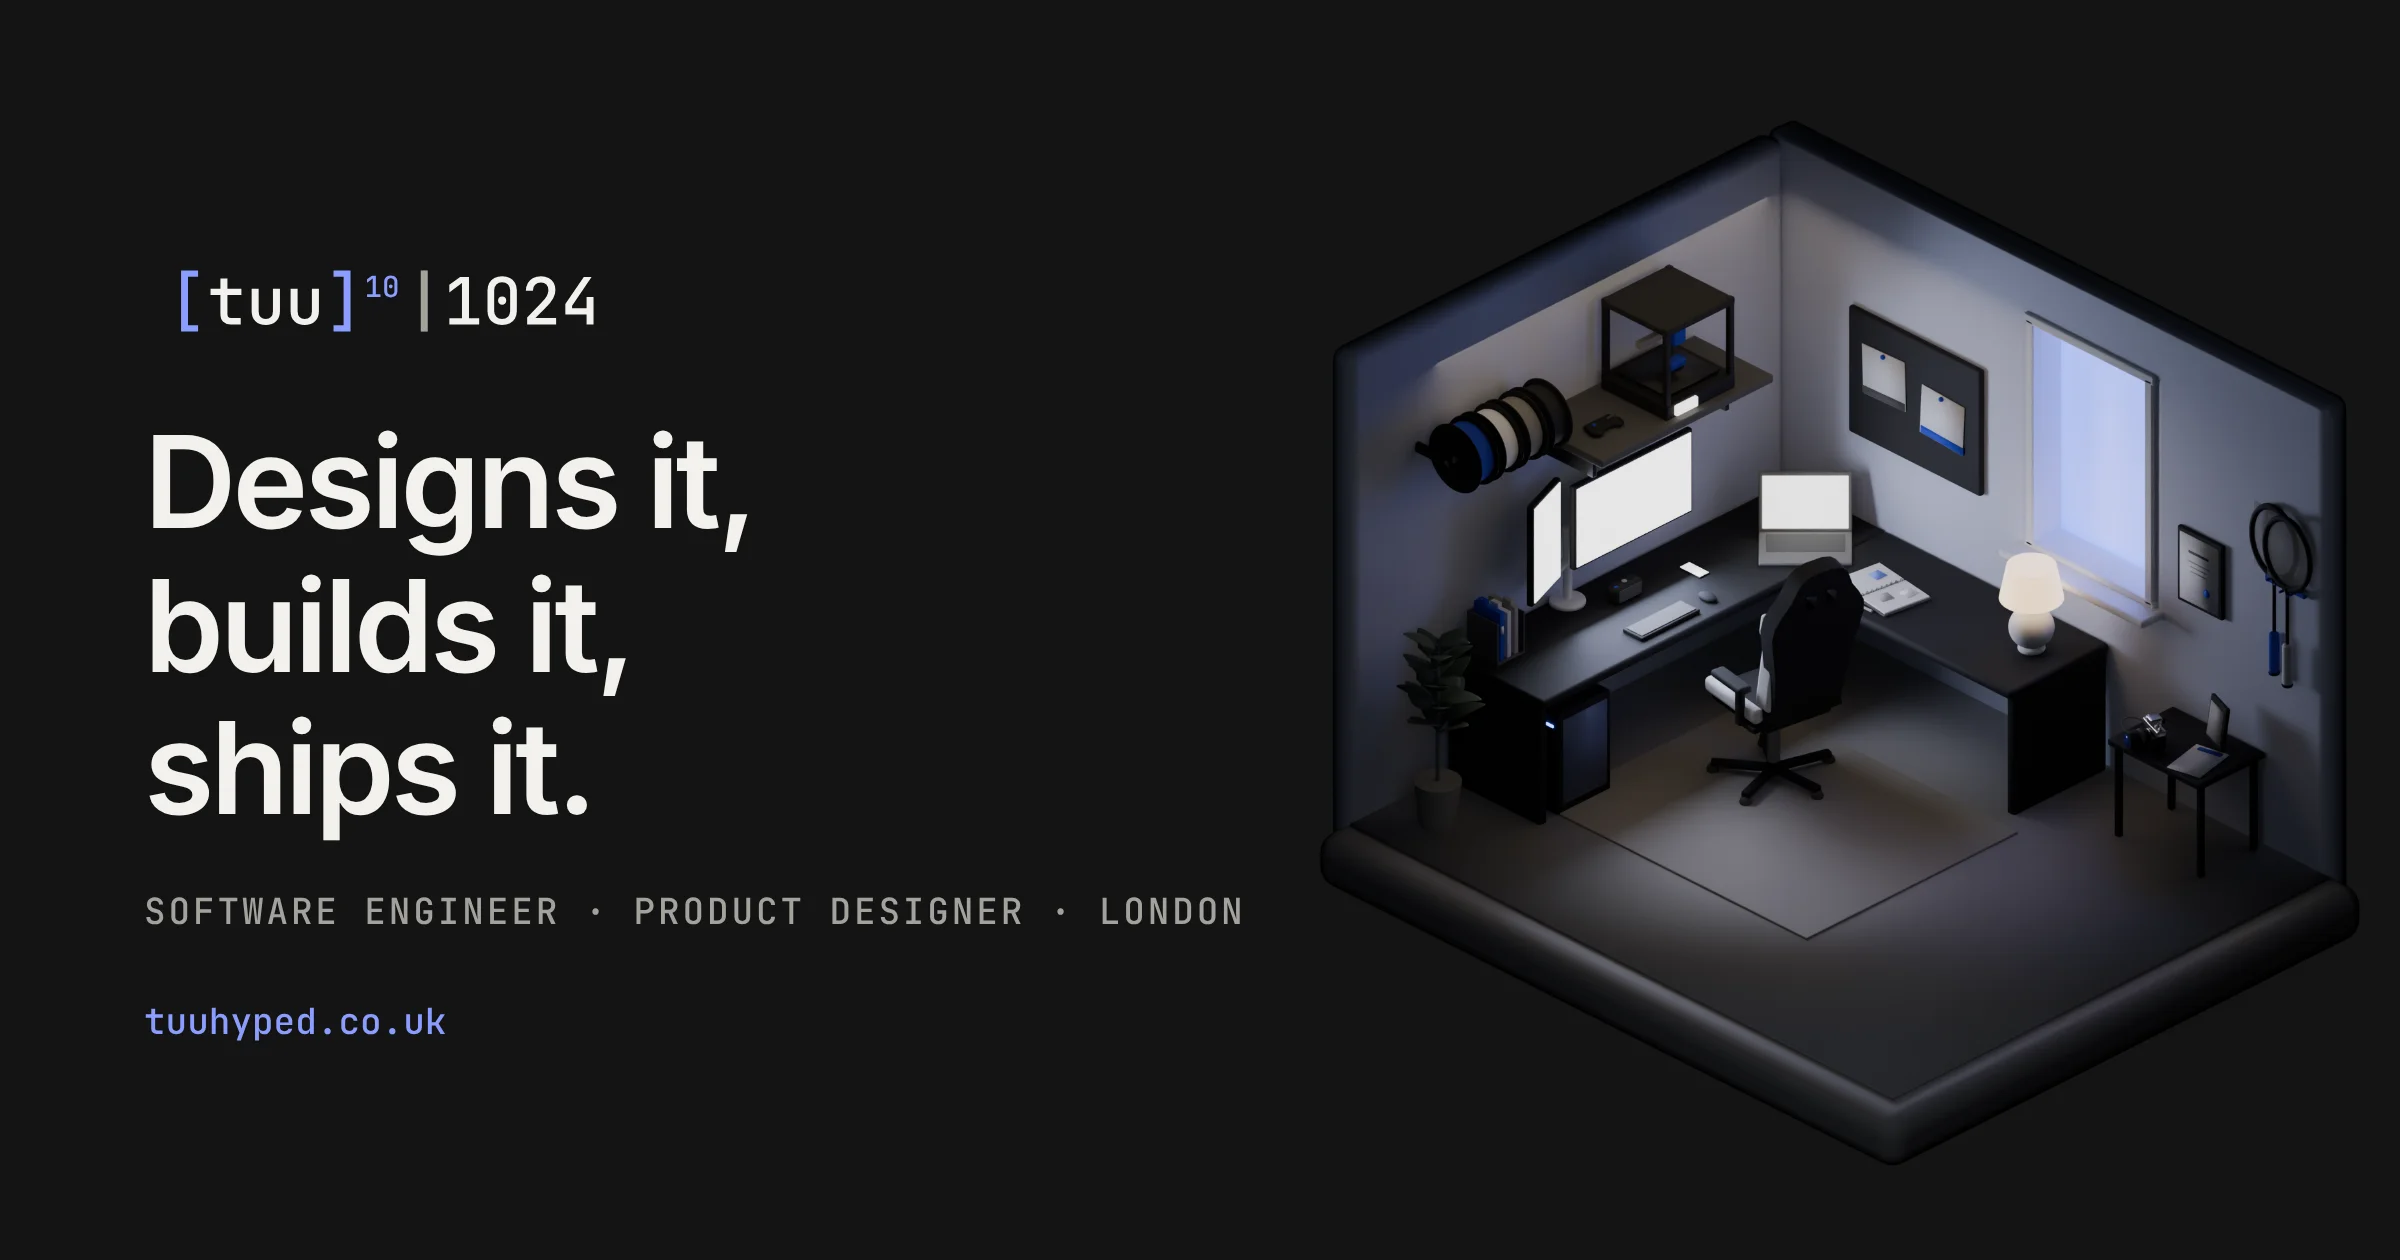 [tuu]¹⁰|1024
Designs it,
builds it,
ships it.
SOFTWARE ENGINEER · PRODUCT DESIGNER · LONDON
tuuhyped.co.uk